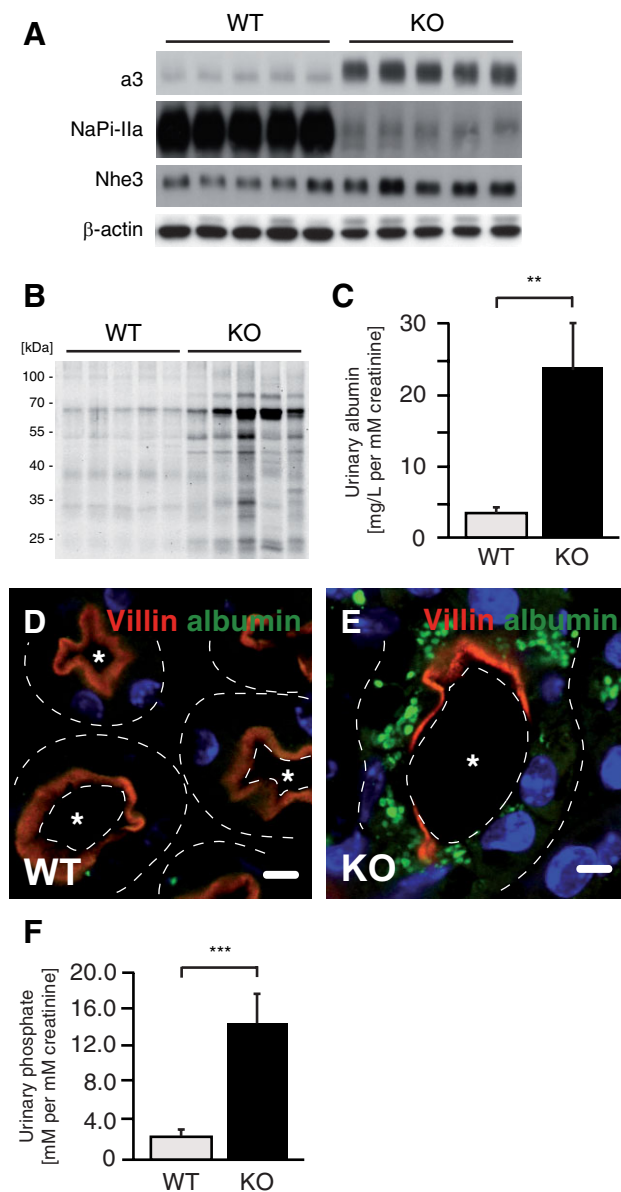 A
WT KO
a3
NaPi-IIa
Nhe3
β-actin
B
WT KO
[kDa]
100 -
70 -
55 -
40 -
35 -
25 -
C
**
Urinary albumin
[mg/L per mM creatinine]
30
20
10
0
WT KO
D Villin albumin
*
*
*
WT
E Villin albumin
*
KO
F
***
Urinary phosphate
[mM per mM creatinine]
20.0
16.0
12.0
8.0
4.0
0
WT KO